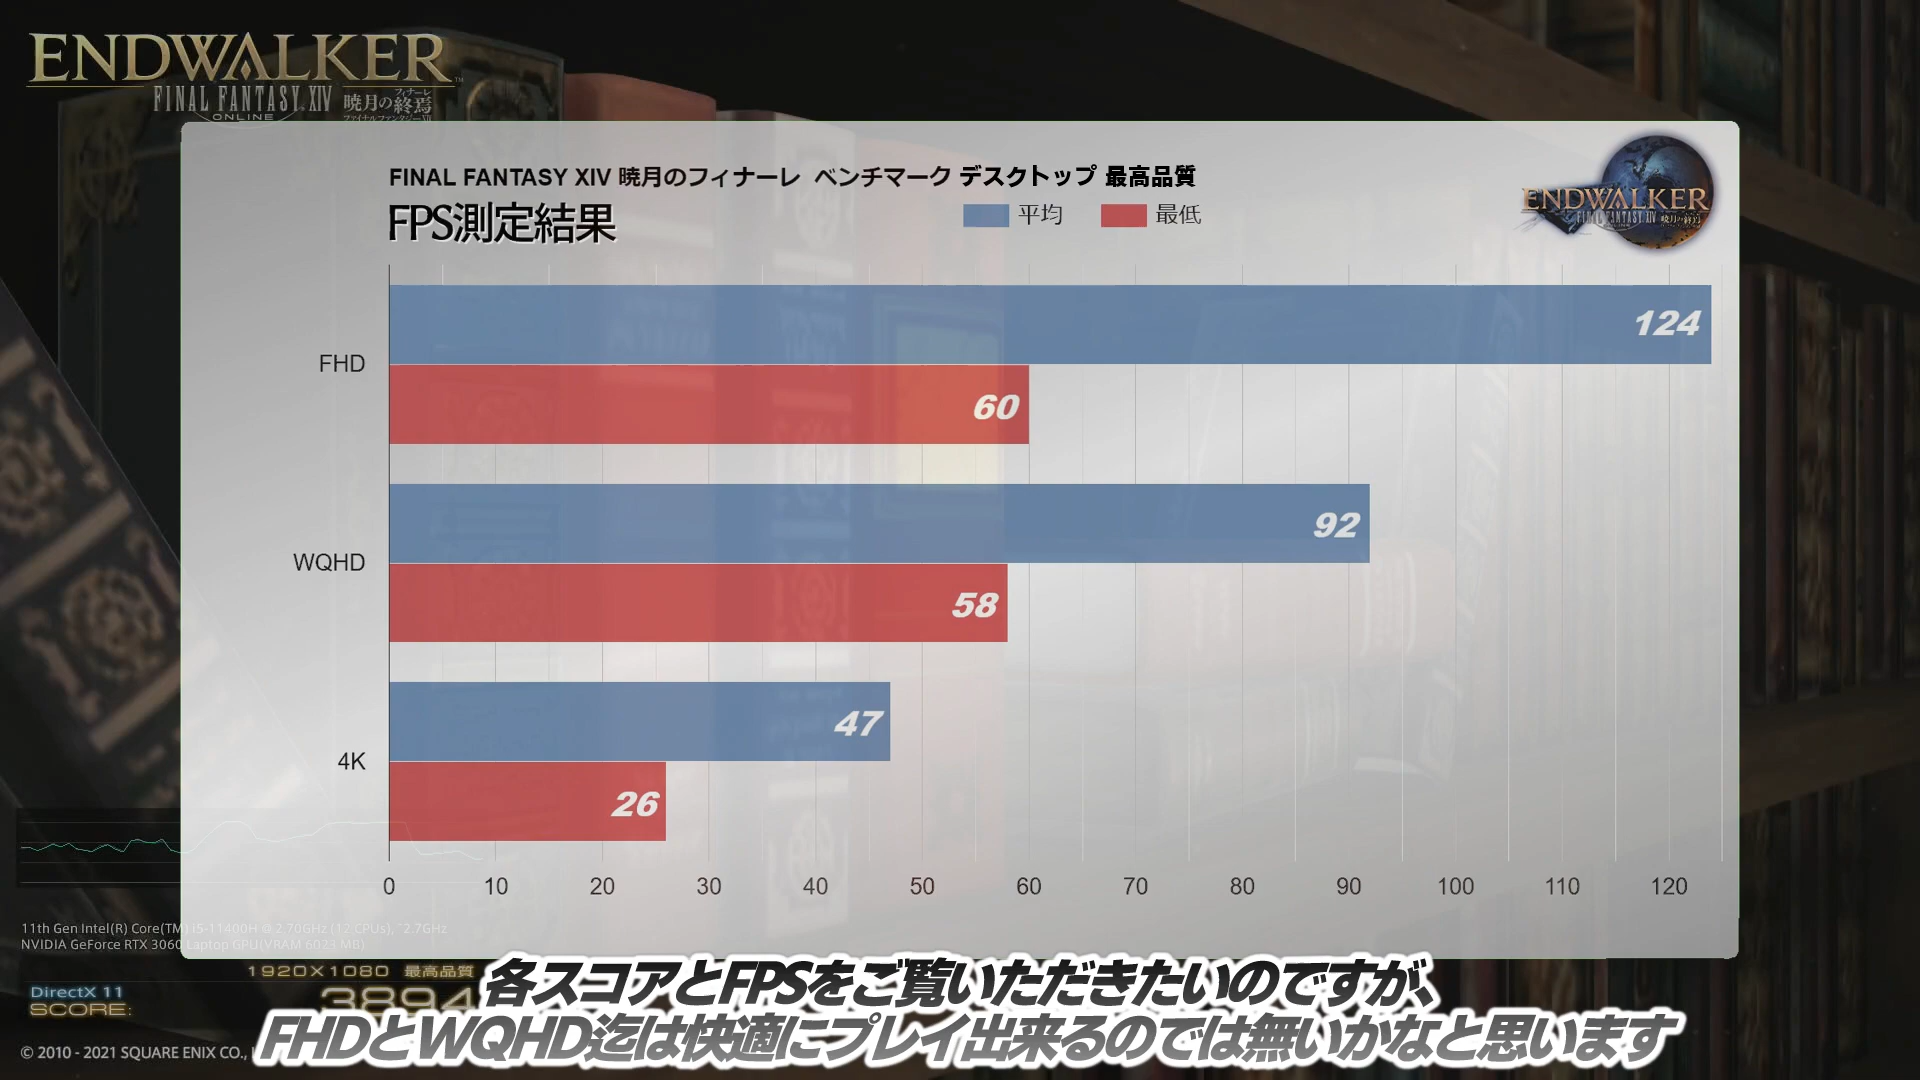 ENDWALKER
FINAL FANTASY XIV
ONLINE
暁月の終焉
フィナーレ
FINAL FANTASY XIV 暁月のフィナーレ ベンチマーク デスクトップ 最高品質
FPS測定結果
平均
最低
ENDWALKER
FINAL FANTASY XIV
FHD
124
60
WQHD
92
58
4K
47
26
0 10 20 30 40 50 60 70 80 90 100 110 120
11th Gen Intel(R) Core(TM) i5-11400H @ 2.70GHz (12 CPUs), ~2.7GHz
NVIDIA GeForce RTX 3060 Laptop GPU(VRAM 6023 MB)
1920X1080 最高品質
DirectX 11
SCORE:
3894
© 2010 - 2021 SQUARE ENIX CO.,
各スコアとFPSをご覧いただきたいのですが、
FHDとWQHD迄は快適にプレイ出来るのでは無いかなと思います